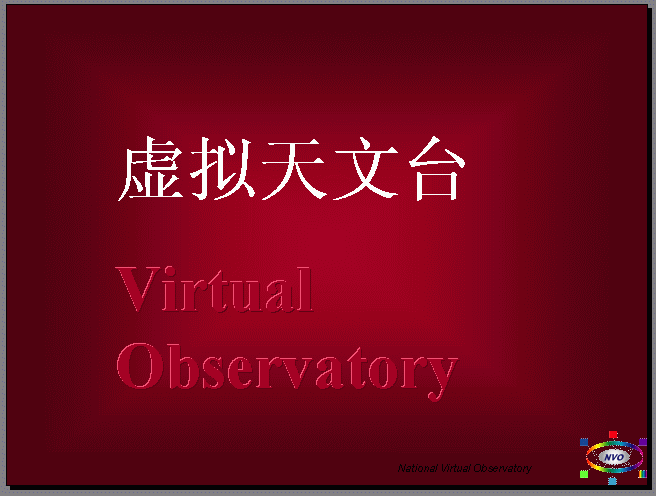 虚拟天文台
Virtual
Observatory
National Virtual Observatory
NVO